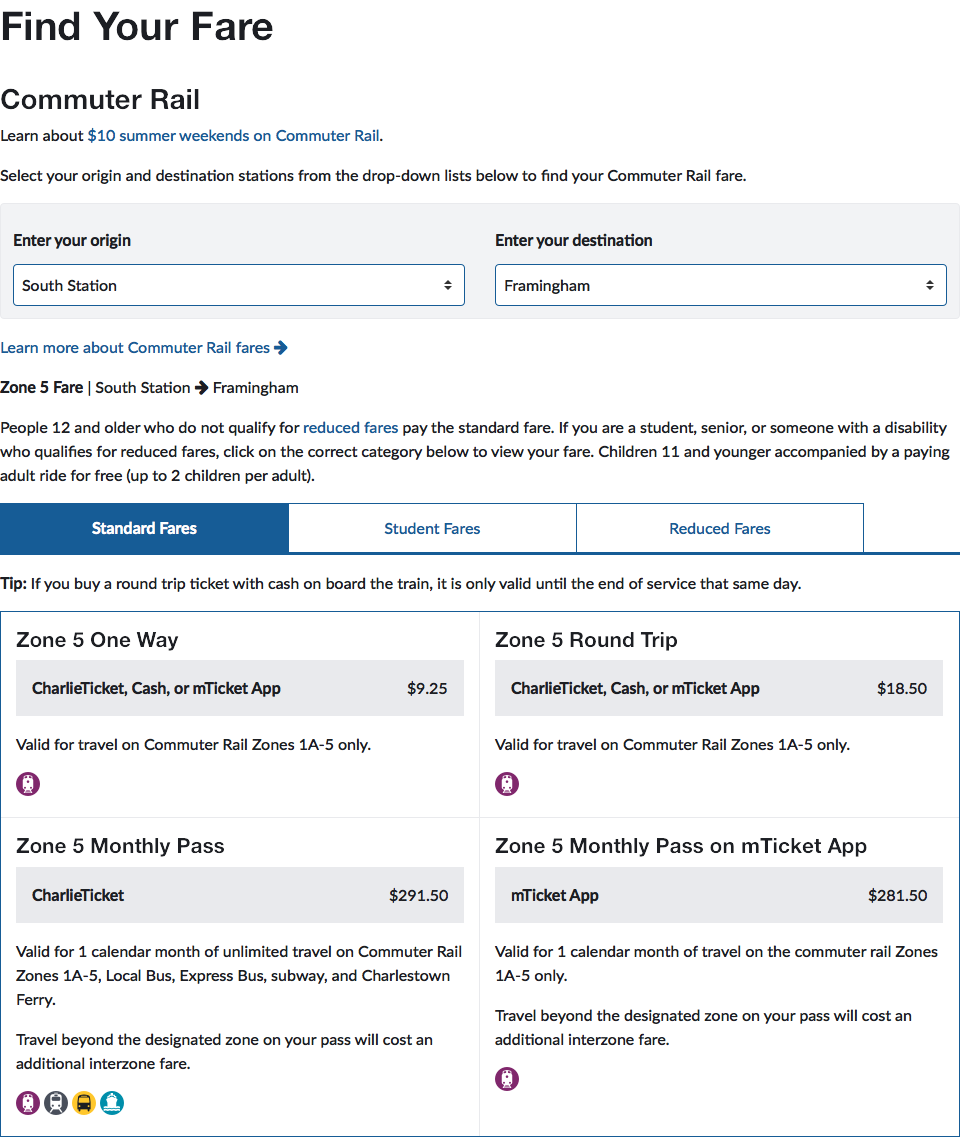 Find Your Fare
Commuter Rail
Learn about $10 summer weekends on Commuter Rail.
Select your origin and destination stations from the drop-down lists below to find your Commuter Rail fare.
Enter your origin
South Station
Enter your destination
Framingham
Learn more about Commuter Rail fares
Zone 5 Fare | South Station → Framingham
People 12 and older who do not qualify for reduced fares pay the standard fare. If you are a student, senior, or someone with a disability
who qualifies for reduced fares, click on the correct category below to view your fare. Children 11 and younger accompanied by a paying
adult ride for free (up to 2 children per adult).
Standard Fares
Student Fares
Reduced Fares
Tip: If you buy a round trip ticket with cash on board the train, it is only valid until the end of service that same day.
Zone 5 One Way
CharlieTicket, Cash, or mTicket App $9.25
Valid for travel on Commuter Rail Zones 1A-5 only.
Zone 5 Round Trip
CharlieTicket, Cash, or mTicket App $18.50
Valid for travel on Commuter Rail Zones 1A-5 only.
Zone 5 Monthly Pass
CharlieTicket $291.50
Valid for 1 calendar month of unlimited travel on Commuter Rail
Zones 1A-5, Local Bus, Express Bus, subway, and Charlestown
Ferry.
Travel beyond the designated zone on your pass will cost an
additional interzone fare.
Zone 5 Monthly Pass on mTicket App
mTicket App $281.50
Valid for 1 calendar month of travel on the commuter rail Zones
1A-5 only.
Travel beyond the designated zone on your pass will cost an
additional interzone fare.